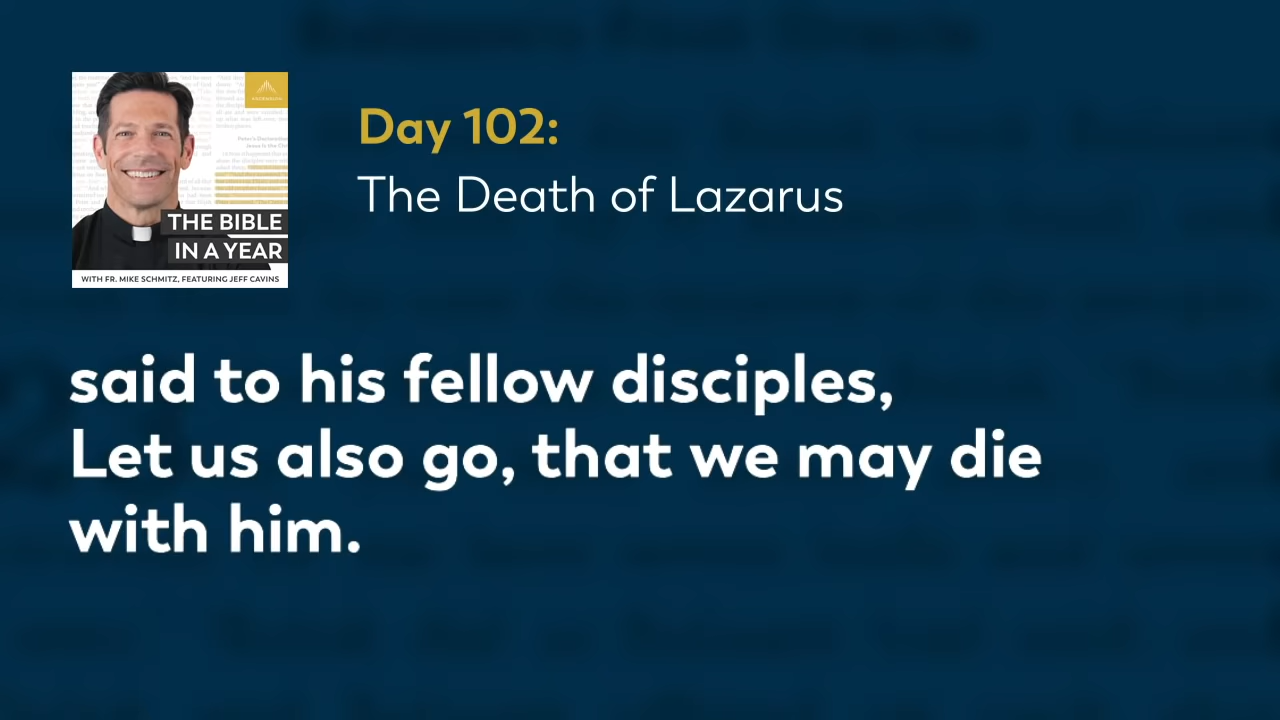 Day 102:
The Death of Lazarus
THE BIBLE
IN A YEAR
WITH FR. MIKE SCHMITZ, FEATURING JEFF CAVINS
said to his fellow disciples,
Let us also go, that we may die
with him.